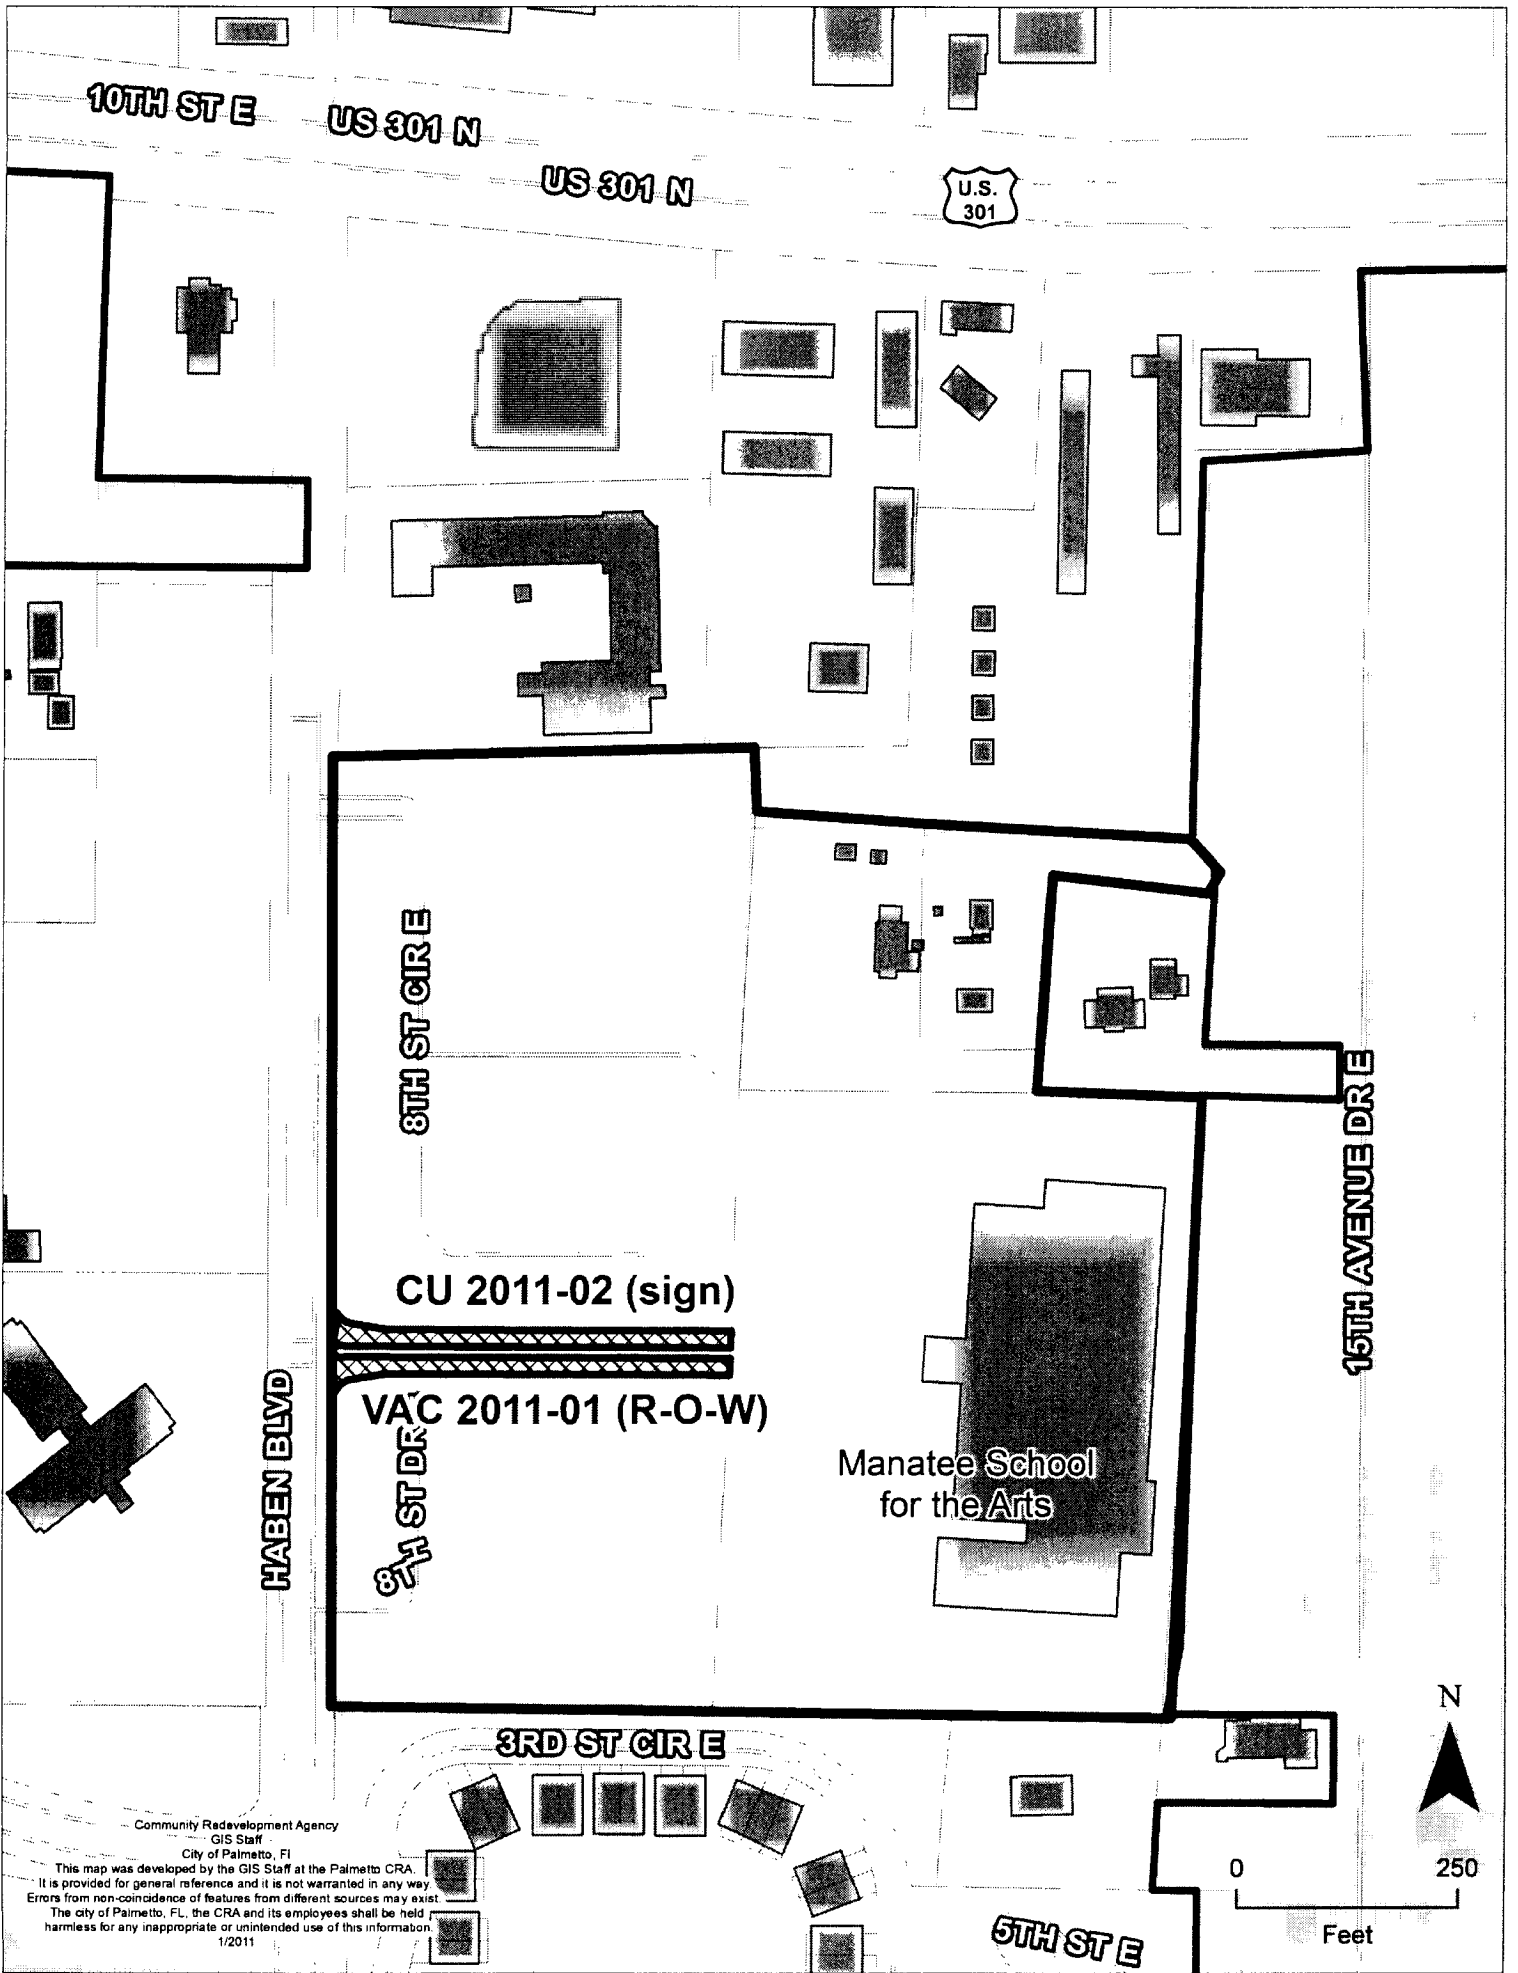 10TH ST E
US 301 N
US 301 N
U.S.
301
8TH ST CIR E
15TH AVENUE DR E
CU 2011-02 (sign)
VAC 2011-01 (R-O-W)
HABEN BLVD
8TH ST DR
Manatee School
for the Arts
3RD ST CIR E
N
Community Redevelopment Agency
GIS Staff
City of Palmetto, Fl
This map was developed by the GIS Staff at the Palmetto CRA.
It is provided for general reference and it is not warranted in any way.
Errors from non-coincidence of features from different sources may exist.
The city of Palmetto, FL, the CRA and its employees shall be held
harmless for any inappropriate or unintended use of this information.
1/2011
0 250
Feet
5TH ST E